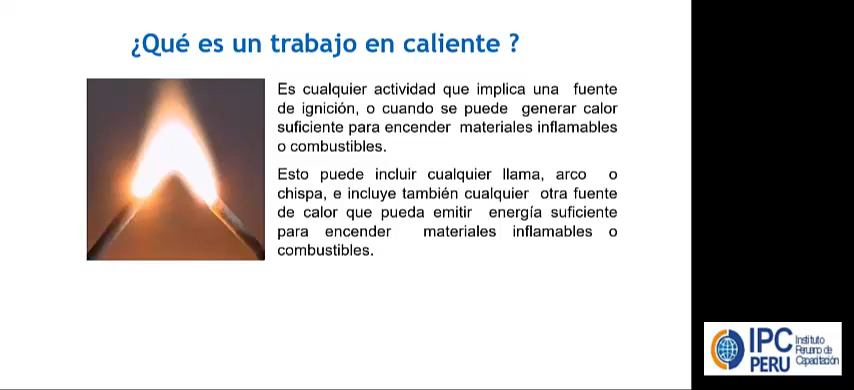 ¿Qué es un trabajo en caliente ?
Es cualquier actividad que implica una fuente
de ignición, o cuando se puede generar calor
suficiente para encender materiales inflamables
o combustibles.
Esto puede incluir cualquier llama, arco o
chispa, e incluye también cualquier otra fuente
de calor que pueda emitir energía suficiente
para encender materiales inflamables o
combustibles.
IPC
PERU
Instituto
Peruano de
Capacitación